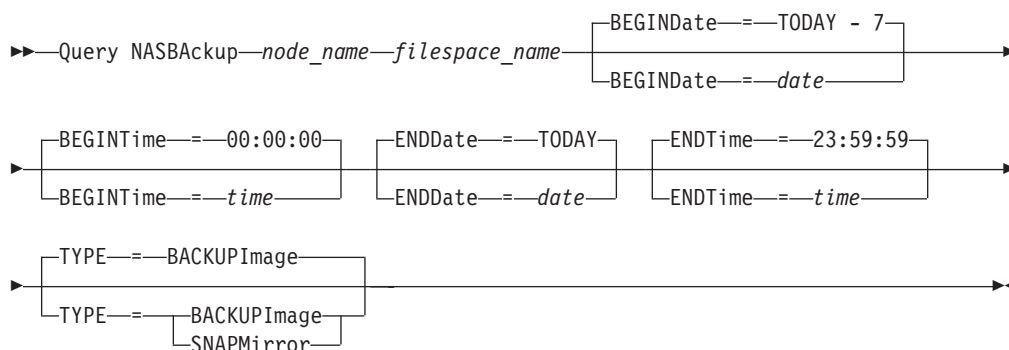 BEGINDate = TODAY - 7
Query NASBAckup node_name filespace_name
BEGINDate = date
BEGINTime = 00:00:00 ENDDate = TODAY ENDTime = 23:59:59
BEGINTime = time ENDDate = date ENDTime = time
TYPE = BACKUPImage
TYPE = BACKUPImage
SNAPMirror